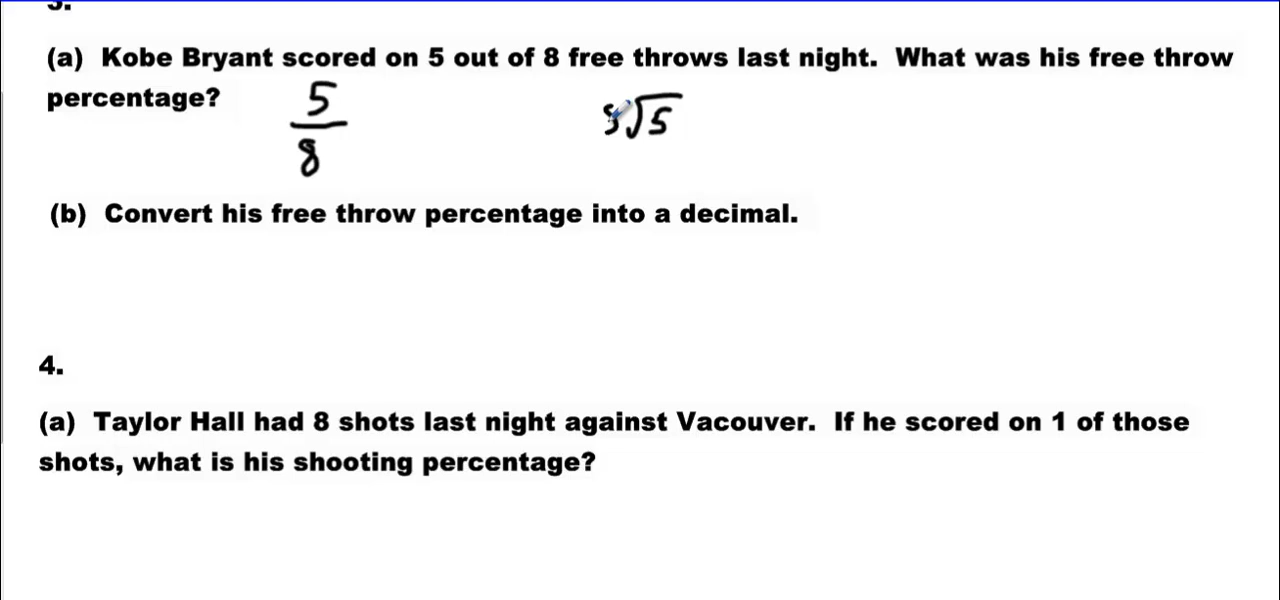 3.
(a) Kobe Bryant scored on 5 out of 8 free throws last night. What was his free throw
percentage?
5
8
8√5
(b) Convert his free throw percentage into a decimal.
4.
(a) Taylor Hall had 8 shots last night against Vacouver. If he scored on 1 of those
shots, what is his shooting percentage?